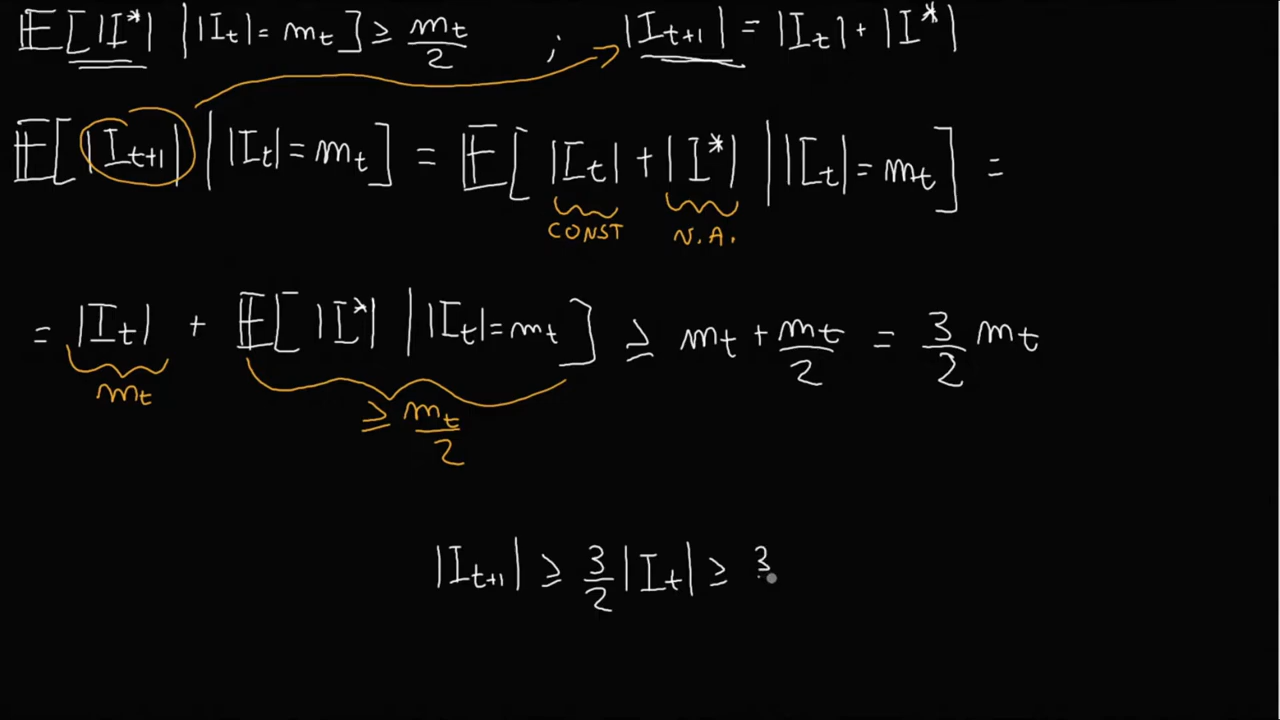 𝔼[|I*| | |I_t| = m_t] ≥ m_t/2 ; |I_{t+1}| = |I_t| + |I*|
𝔼[|I_{t+1}| | |I_t| = m_t] = 𝔼[|I_t| + |I*| | |I_t| = m_t] =
CONST V.A.
= |I_t| + 𝔼[|I*| | |I_t| = m_t] ≥ m_t + m_t/2 = 3/2 m_t
m_t ≥ m_t/2
|I_{t+1}| ≥ 3/2 |I_t| ≥ 3